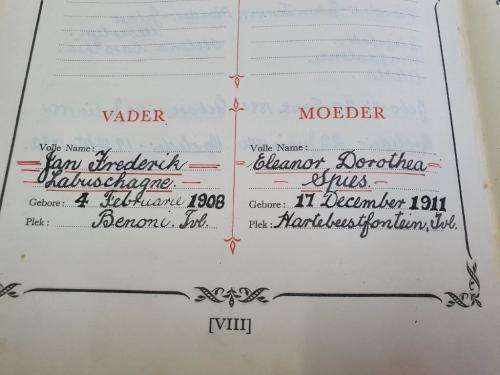 VADER
Volle Name:
Jan Frederik
Labuschagne.
Gebore: 4 Februarie 1908
Plek: Benoni. Tvl.
MOEDER
Volle Name:
Eleanor Dorothea
Spies.
Gebore: 17 December 1911
Plek: Hartebeestfontein, Tvl.
[VIII]